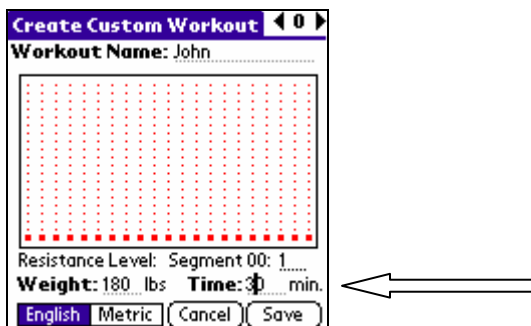 Create Custom Workout 0
Workout Name: John
Resistance Level: Segment 00: 1
Weight: 180 lbs Time: 30 min.
English Metric Cancel Save